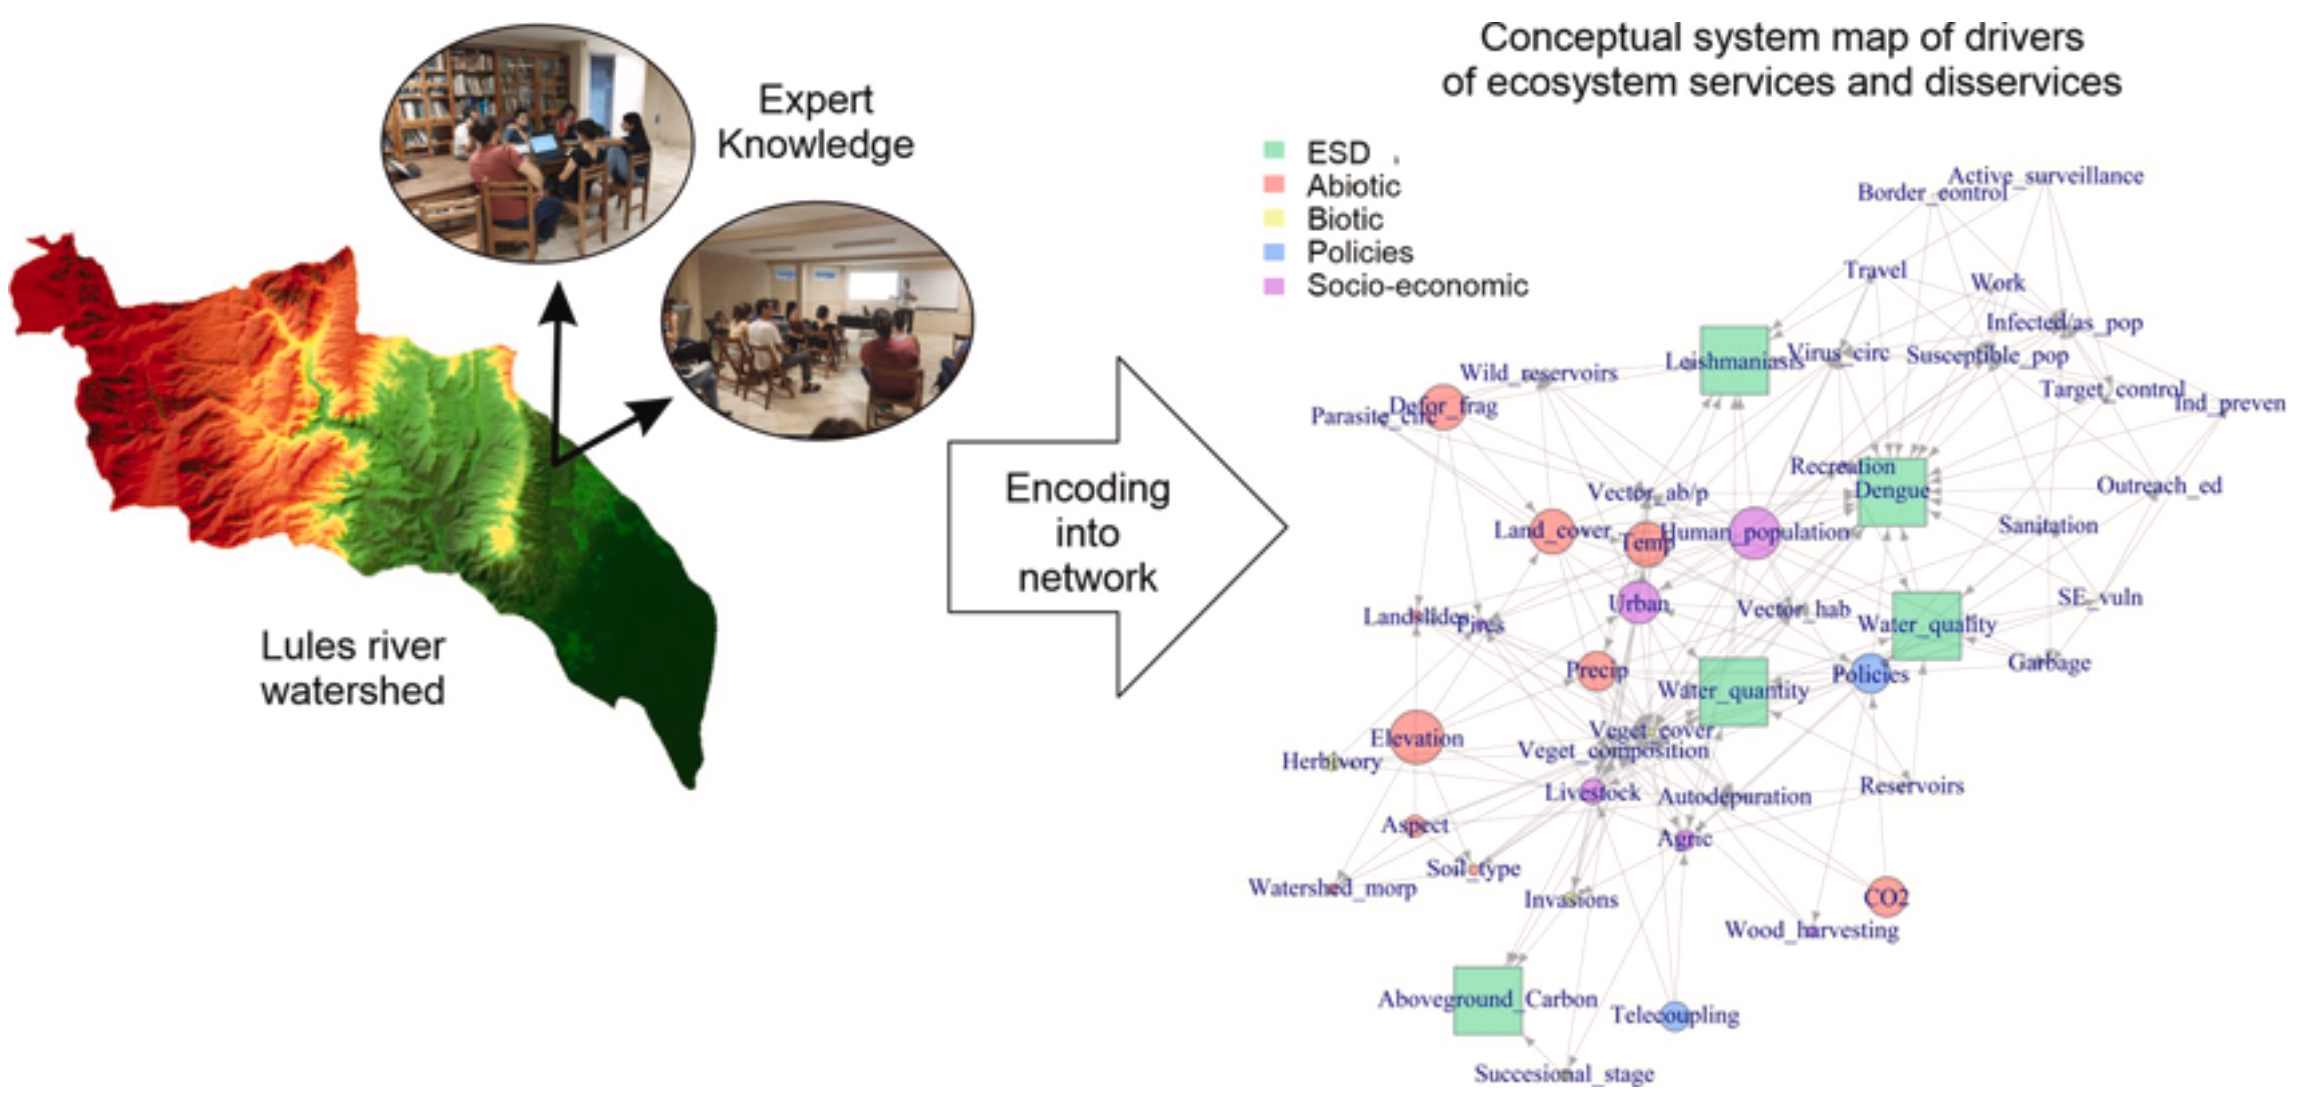 Expert
Knowledge
Lules river
watershed
Encoding
into
network
Conceptual system map of drivers
of ecosystem services and disservices
ESD
Abiotic
Biotic
Policies
Socio-economic
Active_surveillance
Border_control
Travel
Work
Infected/as_pop
Virus_circ
Susceptible_pop
Leishmaniasis
Wild_reservoirs
Target_control
Ind_preven
Defor_frag
Parasite_circ
Recreation
Dengue
Outreach_ed
Vector_ab/p
Land_cover
Temp
Human_population
Sanitation
Urban
Vector_hab
SE_vuln
Landslides
Fires
Water_quality
Garbage
Precip
Policies
Water_quantity
Veget_cover
Elevation
Veget_composition
Herbivory
Livestock
Autodepuration
Reservoirs
Aspect
Agric
Soil_type
Watershed_morp
Invasions
CO2
Wood_harvesting
Aboveground_Carbon
Telecoupling
Succesional_stage